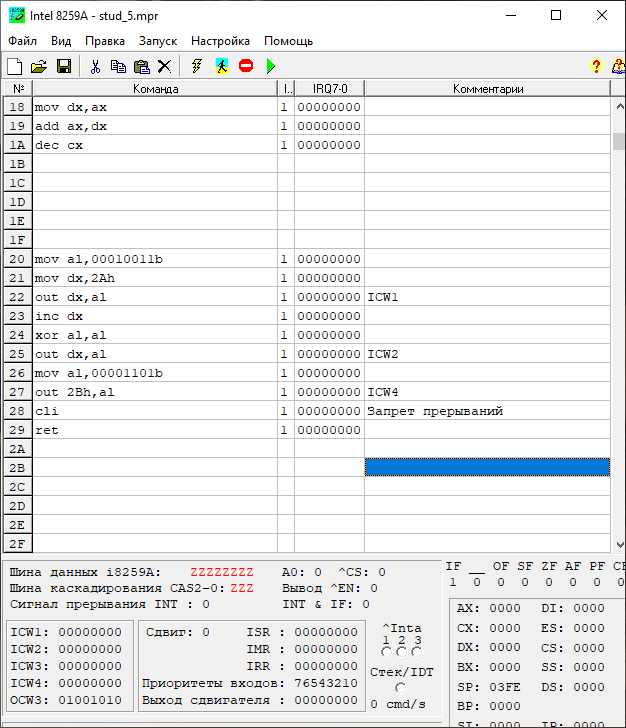 Intel 8259A - stud_5.mpr
Файл Вид Правка Запуск Настройка Помощь
№ Команда I.. IRQ7-0 Комментарии
18 mov dx,ax 1 00000000
19 add ax,dx 1 00000000
1A dec cx 1 00000000
1B
1C
1D
1E
1F
20 mov al,00010011b 1 00000000
21 mov dx,2Ah 1 00000000
22 out dx,al 1 00000000 ICW1
23 inc dx 1 00000000
24 xor al,al 1 00000000
25 out dx,al 1 00000000 ICW2
26 mov al,00001101b 1 00000000
27 out 2Bh,al 1 00000000 ICW4
28 cli 1 00000000 Запрет прерываний
29 ret 1 00000000
2A
2B
2C
2D
2E
2F
Шина данных i8259A: ZZZZZZZZ A0: 0 ^CS: 0
Шина каскадирования CAS2-0: ZZZ Вывод ^EN: 0
Сигнал прерывания INT : 0 INT & IF: 0
ICW1: 00000000
ICW2: 00000000
ICW3: 00000000
ICW4: 00000000
OCW3: 01001010
Сдвиг: 0 ISR : 00000000
IMR : 00000000
IRR : 00000000
Приоритеты входов: 76543210
Выход сдвигателя : 00000000
^Inta
1 2 3
Стек/IDT
0 cmd/s
IF __ OF SF ZF AF PF
1 0 0 0 0 0 0 0
AX: 0000 DI: 0000
CX: 0000 ES: 0000
DX: 0000 CS: 0000
BX: 0000 SS: 0000
SP: 03FE DS: 0000
BP: 0000